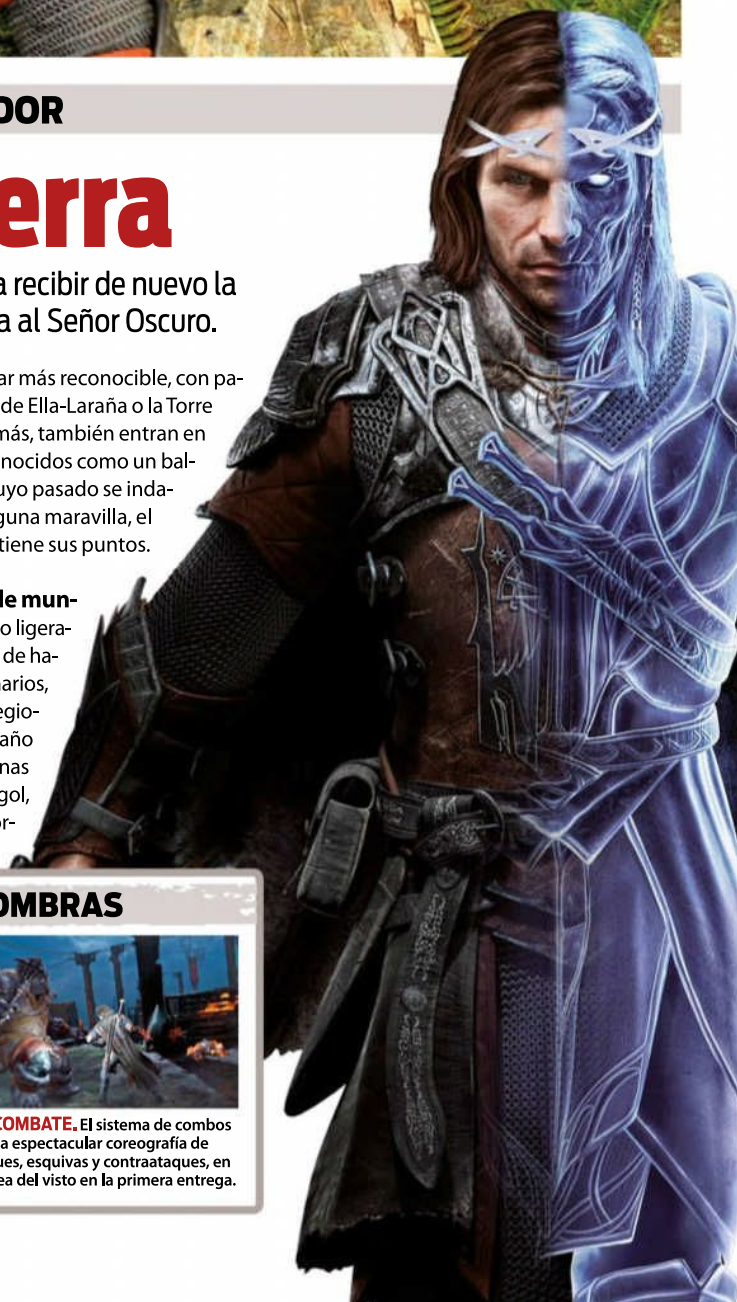 DOR
erra
a recibir de nuevo la
a al Señor Oscuro.
ar más reconocible, con pa-
de Ella-Laraña o la Torre
más, también entran en
nocidos como un bal-
uyo pasado se inda-
guna maravilla, el
tiene sus puntos.
de mun-
o ligera-
de ha-
narios,
egio-
año
nas
gol,
or-
OMBRAS
COMBATE. El sistema de combos
a espectacular coreografía de
ues, esquivas y contraataques, en
ea del visto en la primera entrega.